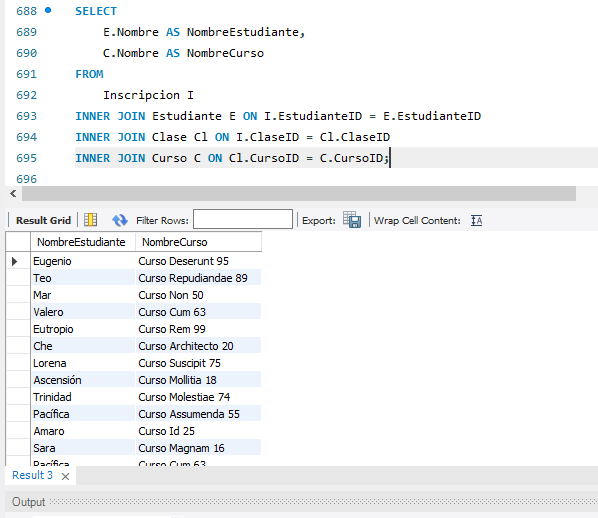 688 SELECT
689 E.Nombre AS NombreEstudiante,
690 C.Nombre AS NombreCurso
691 FROM
692 Inscripcion I
693 INNER JOIN Estudiante E ON I.EstudianteID = E.EstudianteID
694 INNER JOIN Clase Cl ON I.ClaseID = Cl.ClaseID
695 INNER JOIN Curso C ON Cl.CursoID = C.CursoID;
696
Result Grid Filter Rows: Export: Wrap Cell Content:
NombreEstudiante NombreCurso
Eugenio Curso Deserunt 95
Teo Curso Repudiandae 89
Mar Curso Non 50
Valero Curso Cum 63
Eutropio Curso Rem 99
Che Curso Architecto 20
Lorena Curso Suscipit 75
Ascensión Curso Mollitia 18
Trinidad Curso Molestiae 74
Pacífica Curso Assumenda 55
Amaro Curso Id 25
Sara Curso Magnam 16
Pacífica Curso Cum 63
Result 3
Output